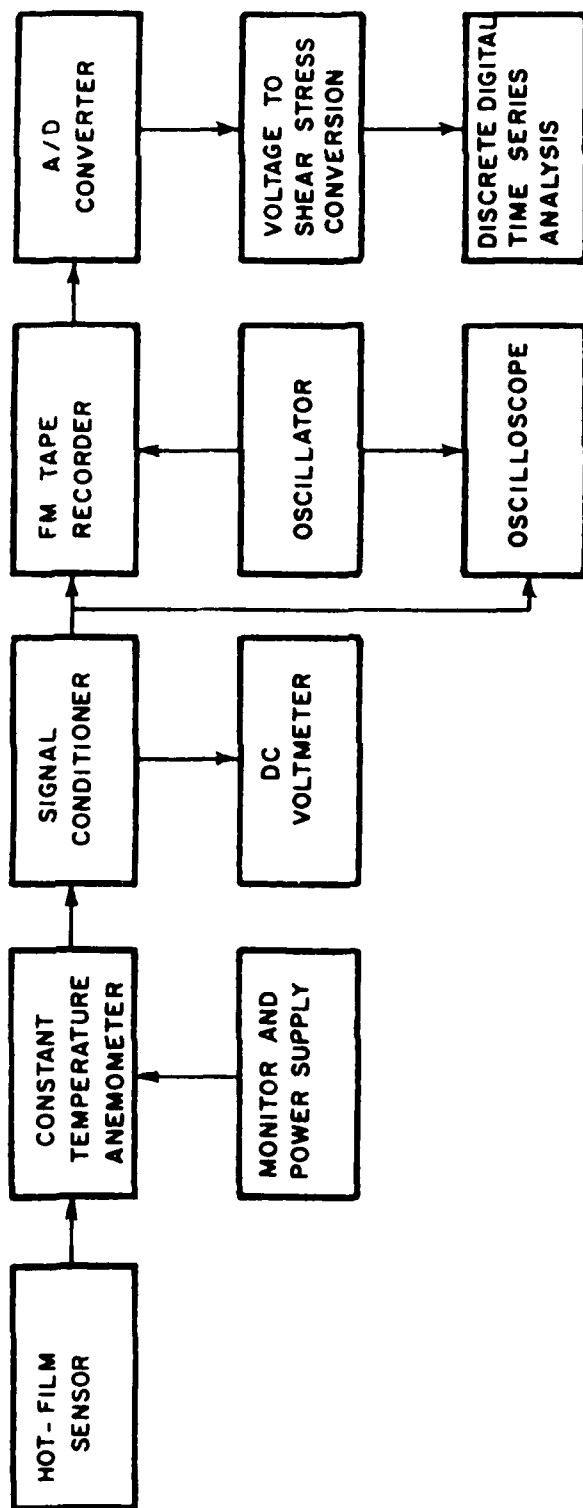 HOT-FILM
SENSOR
CONSTANT
TEMPERATURE
ANEMOMETER
MONITOR AND
POWER SUPPLY
SIGNAL
CONDITIONER
DC
VOLTMETER
FM TAPE
RECORDER
OSCILLATOR
OSCILLOSCOPE
A/D
CONVERTER
VOLTAGE TO
SHEAR STRESS
CONVERSION
DISCRETE DIGITAL
TIME SERIES
ANALYSIS